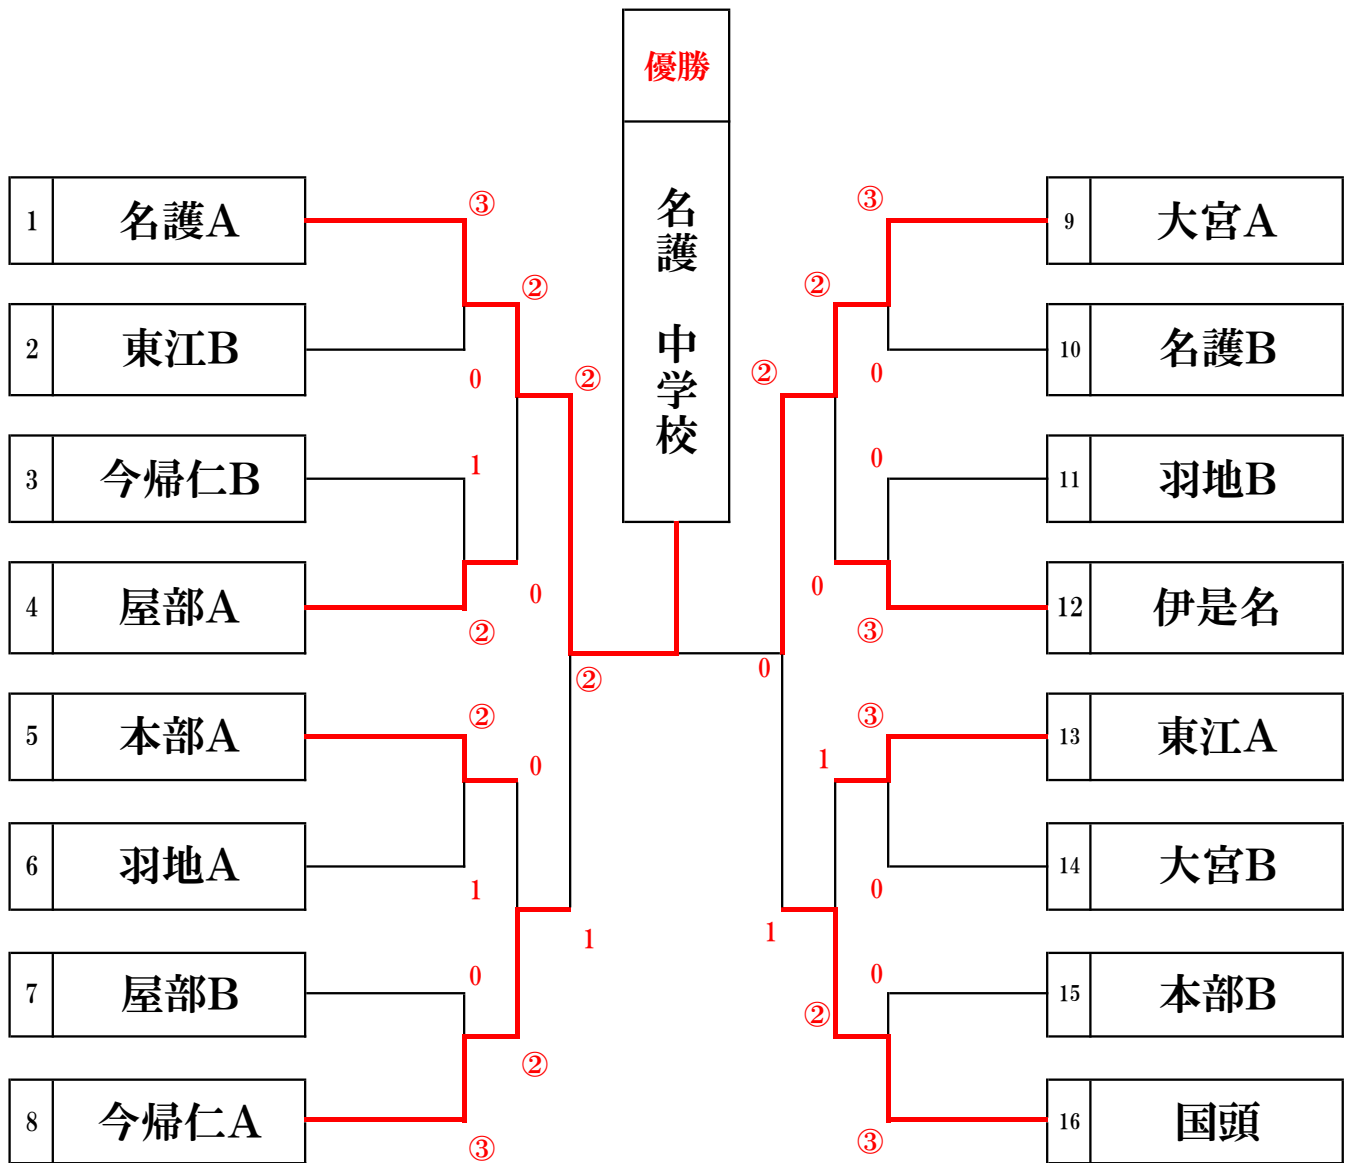 優勝
名護 中学校
1 名護A
2 東江B
3 今帰仁B
4 屋部A
5 本部A
6 羽地A
7 屋部B
8 今帰仁A
③
②
0
②
1
0
②
②
②
0
1
1
0
②
③
③
②
②
0
0
0
③
0
③
1
0
1
0
②
③
9 大宮A
10 名護B
11 羽地B
12 伊是名
13 東江A
14 大宮B
15 本部B
16 国頭